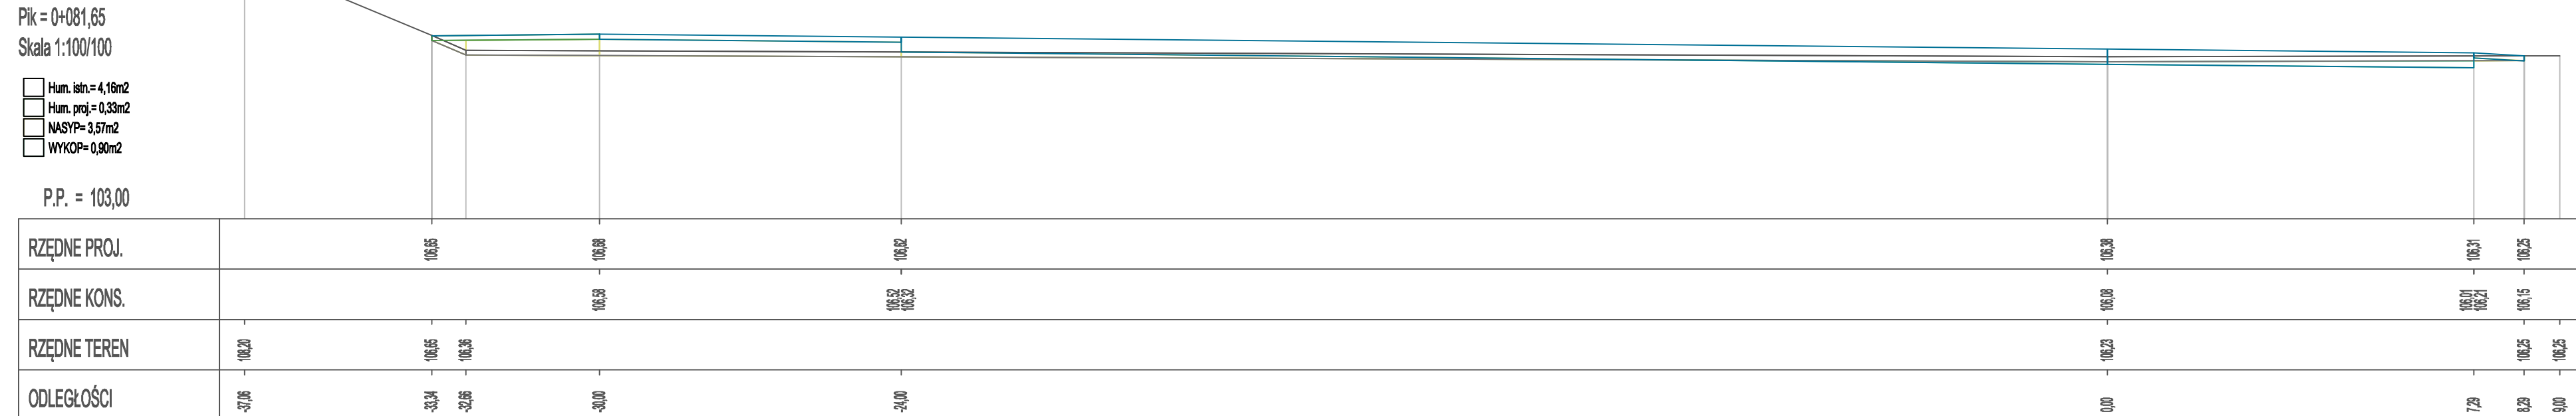 Pik = 0+081,65
Skala 1:100/100
Hum. istn.= 4,16m2
Hum. proj.= 0,33m2
NASYP= 3,57m2
WYKOP= 0,90m2
P.P. = 103,00
RZĘDNE PROJ. 106,65 106,68 106,62 106,38 106,31 106,25
RZĘDNE KONS. 106,58 106,52 106,32 106,08 106,01 106,21 106,15
RZĘDNE TEREN 108,20 106,65 106,36 106,23 106,25 106,25
ODLEGŁOŚCI -37,06 -33,34 -32,66 -30,00 -24,00 0,00 7,29 8,29 9,00